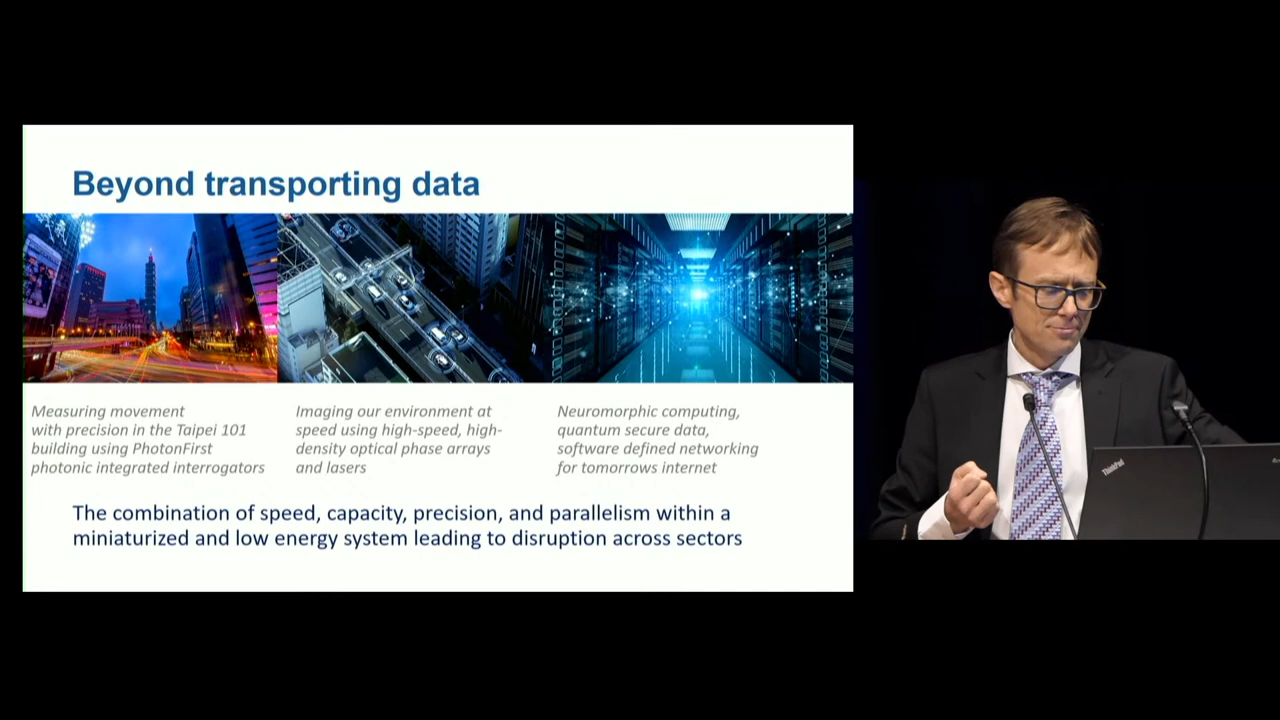 Beyond transporting data
Measuring movement
with precision in the Taipei 101
building using PhotonFirst
photonic integrated interrogators
Imaging our environment at
speed using high-speed, high-
density optical phase arrays
and lasers
Neuromorphic computing,
quantum secure data,
software defined networking
for tomorrows internet
The combination of speed, capacity, precision, and parallelism within a
miniaturized and low energy system leading to disruption across sectors
ThinkPad